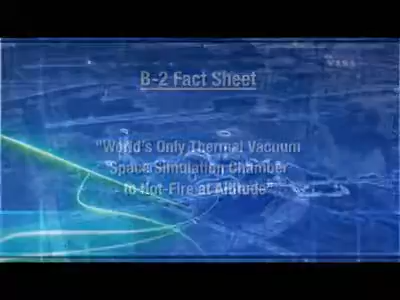 B-2 Fact Sheet
"World's Only Thermal Vacuum
Space Simulation Chamber
to Hot-Fire at Altitude"